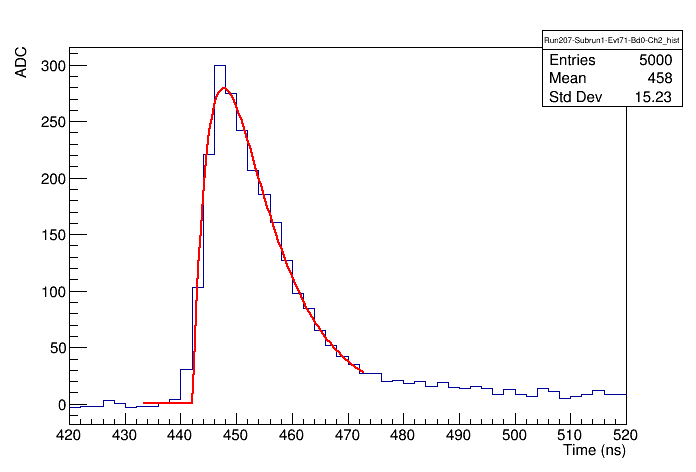 Run207-Subrun1-Evt71-Bd0-Ch2_hist
Entries 5000
Mean 458
Std Dev 15.23
ADC
300
250
200
150
100
50
0
420 430 440 450 460 470 480 490 500 510 520
Time (ns)